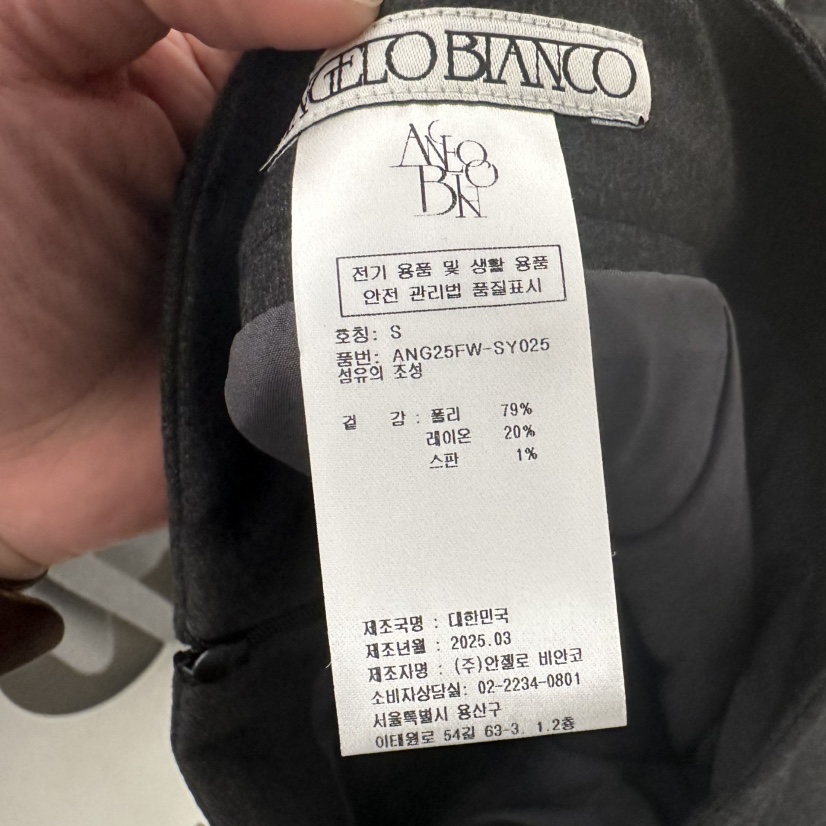 NGELO BIANCO
ANGELO
BIANCO
전기 용품 및 생활 용품
안전 관리법 품질표시
호칭: S
품번: ANG25FW-SY025
섬유의 조성
겉 감 : 폴리 79%
레이온 20%
스판 1%
제조국명 : 대한민국
제조년월 : 2025.03
제조자명 : (주)안젤로 비안코
소비자상담실: 02-2234-0801
서울특별시 용산구
이태원로 54길 63-3, 1.2층